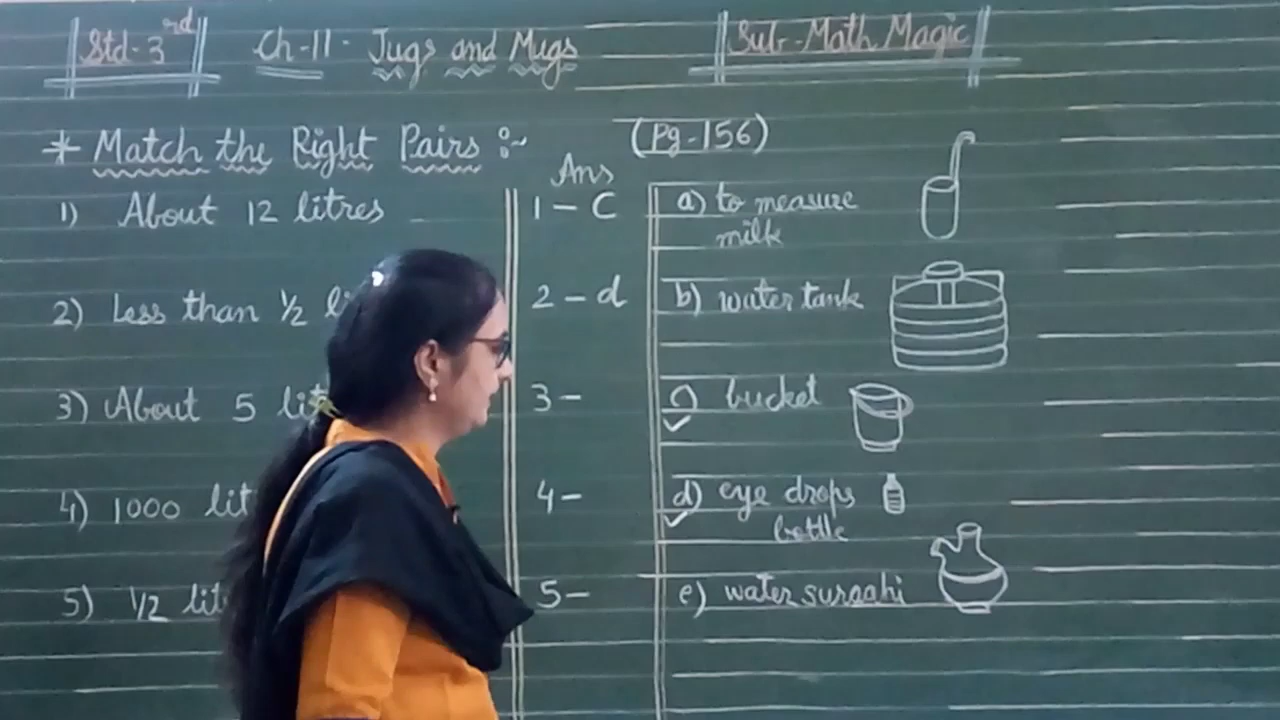 Std-3rd Ch-11- Jugs and Mugs Sub-Math Magic
* Match the Right Pairs :- (Pg-156)
Ans
1) About 12 litres 1 - C a) to measure
milk
2) Less than 1/2 2 - d b) water tank
3) About 5 3 - c) bucket
4) 1000 4 - d) eye drops
bottle
5) 1/2 5 - e) water suraahi